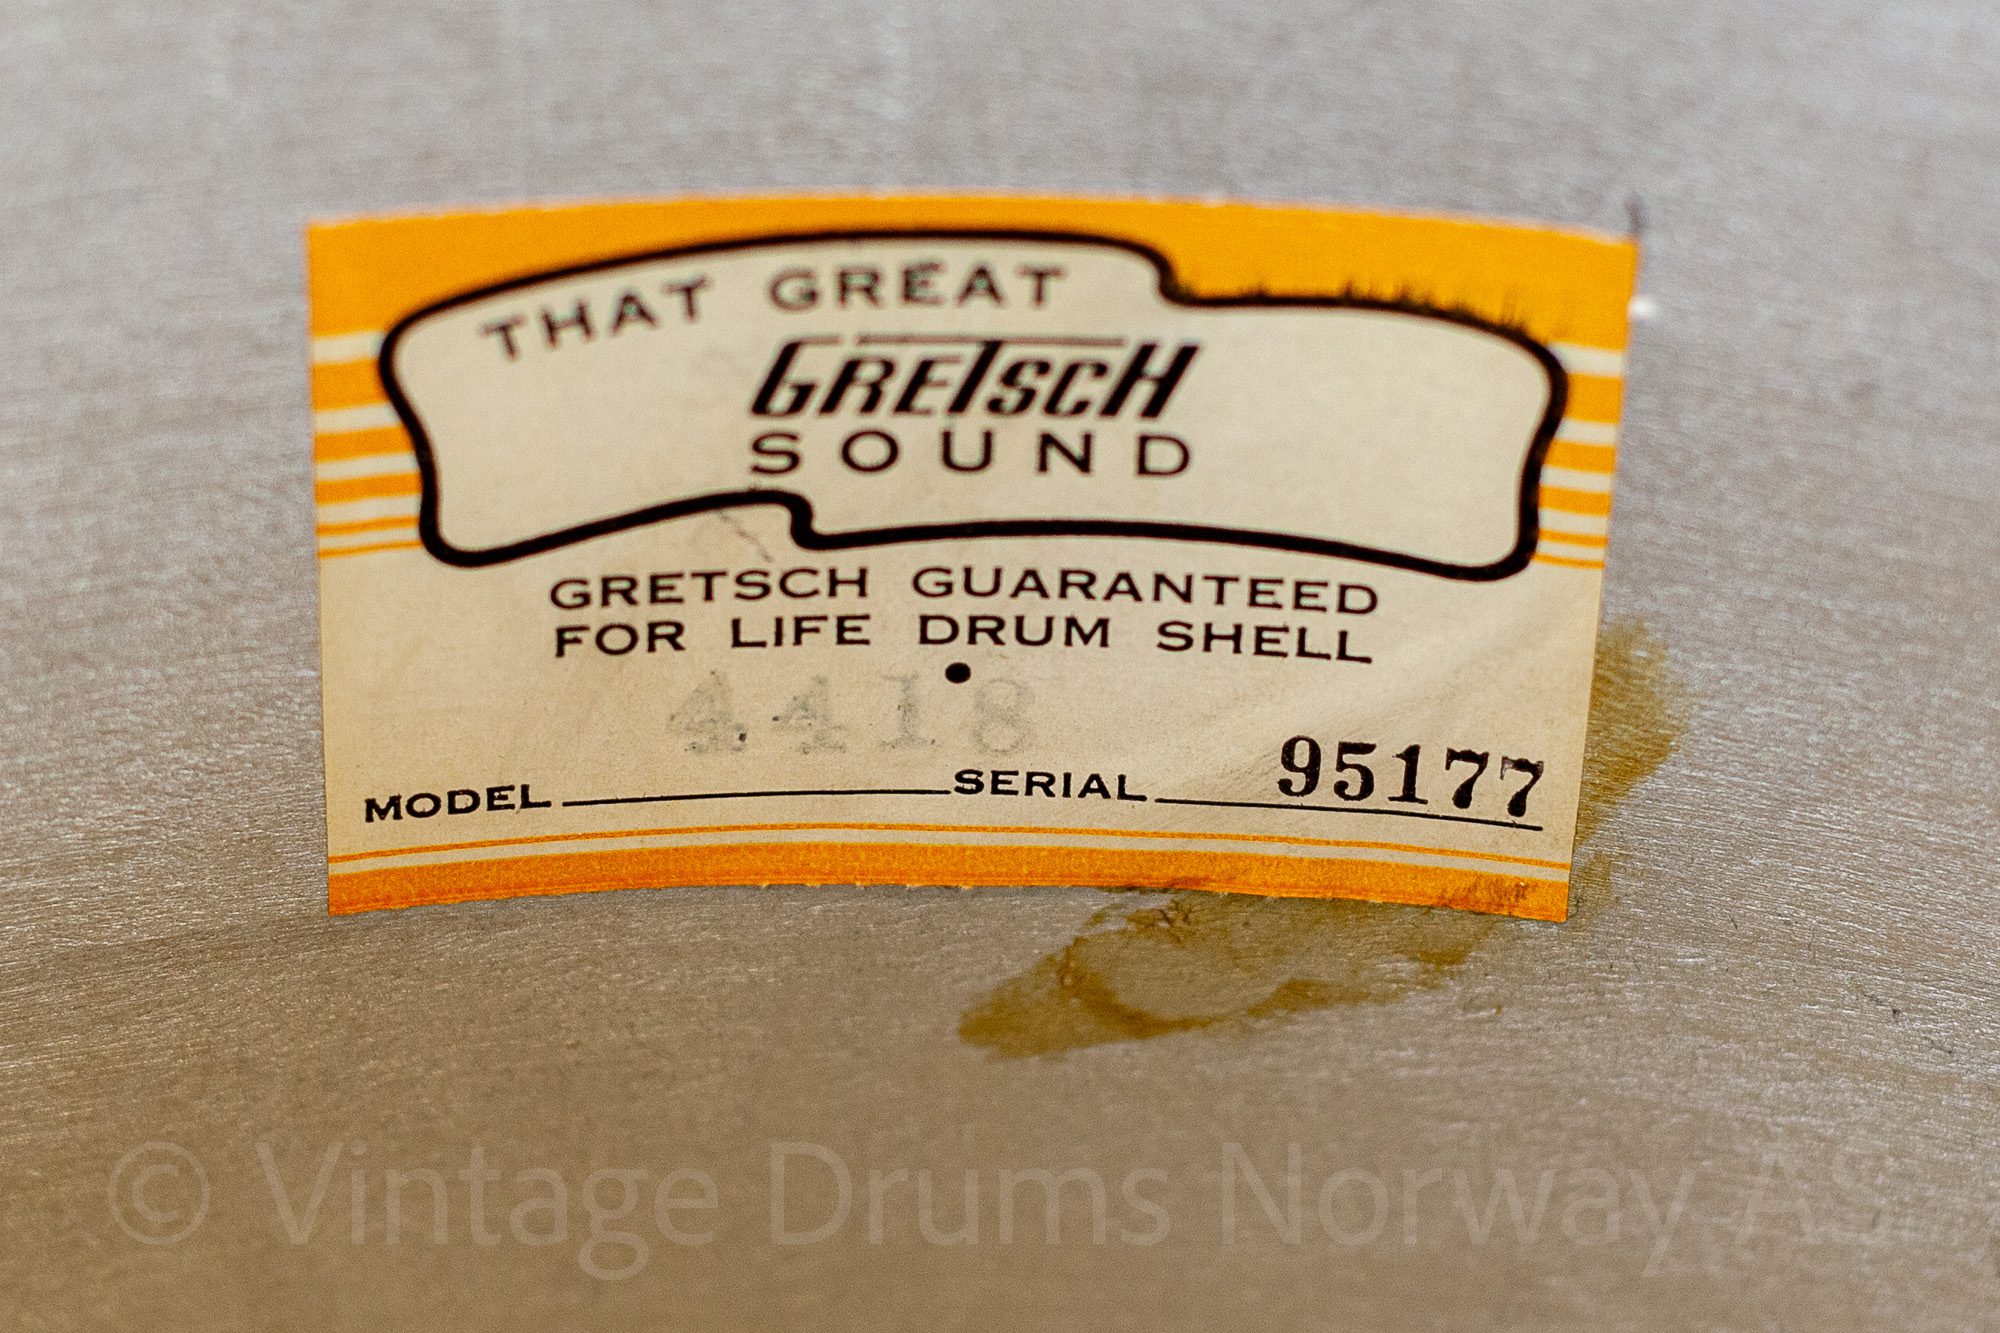 THAT GREAT
GRETSCH
SOUND
GRETSCH GUARANTEED
FOR LIFE DRUM SHELL
4418
MODEL SERIAL 95177
© Vintage Drums Norway AS